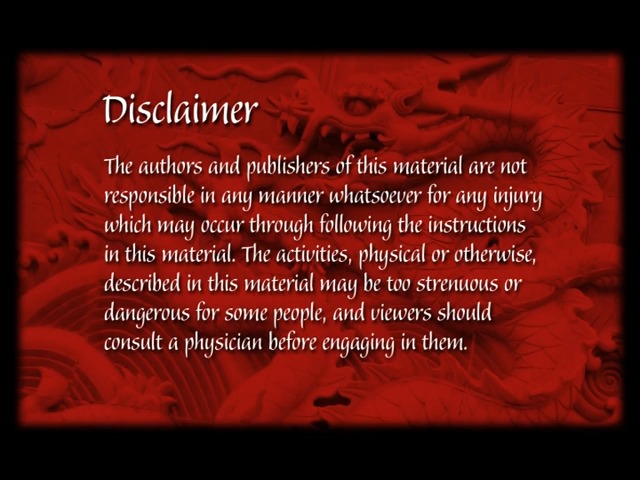 Disclaimer
The authors and publishers of this material are not
responsible in any manner whatsoever for any injury
which may occur through following the instructions
in this material. The activities, physical or otherwise,
described in this material may be too strenuous or
dangerous for some people, and viewers should
consult a physician before engaging in them.